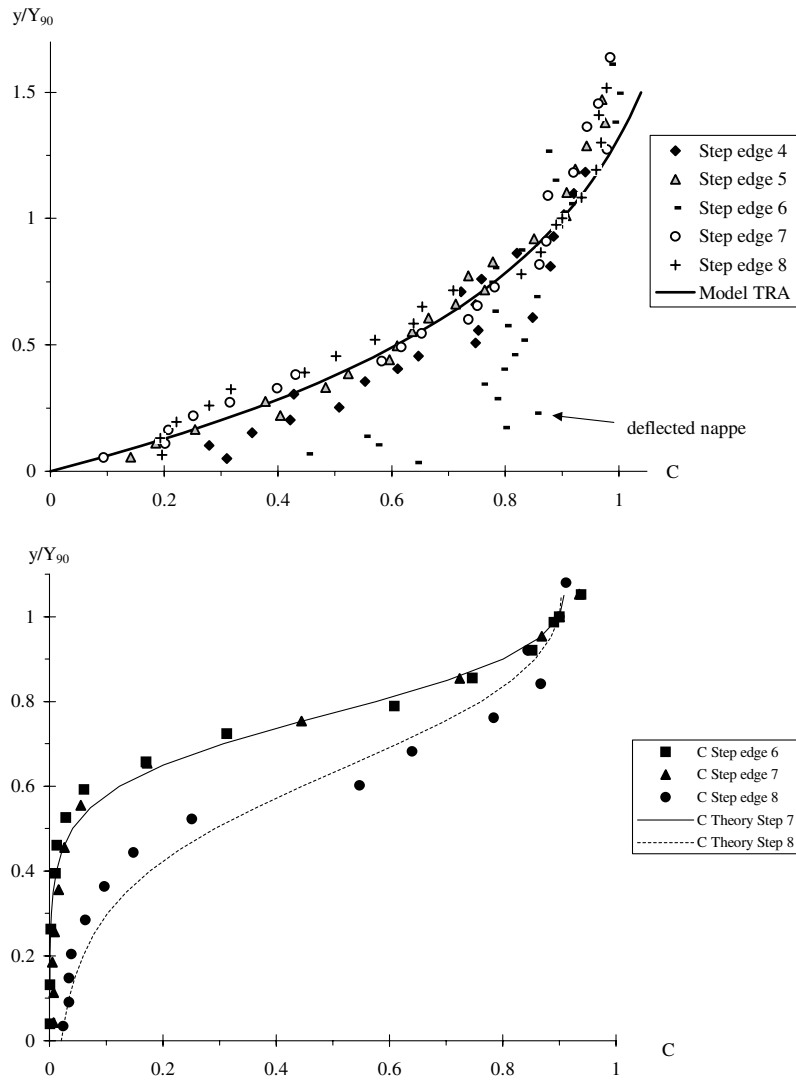 y/Y90
1.5
1
0.5
0
0
0.2
0.4
0.6
0.8
1
C
deflected nappe
Step edge 4
Step edge 5
Step edge 6
Step edge 7
Step edge 8
Model TRA
y/Y90
1
0.8
0.6
0.4
0.2
0
0
0.2
0.4
0.6
0.8
1
C
C Step edge 6
C Step edge 7
C Step edge 8
C Theory Step 7
C Theory Step 8